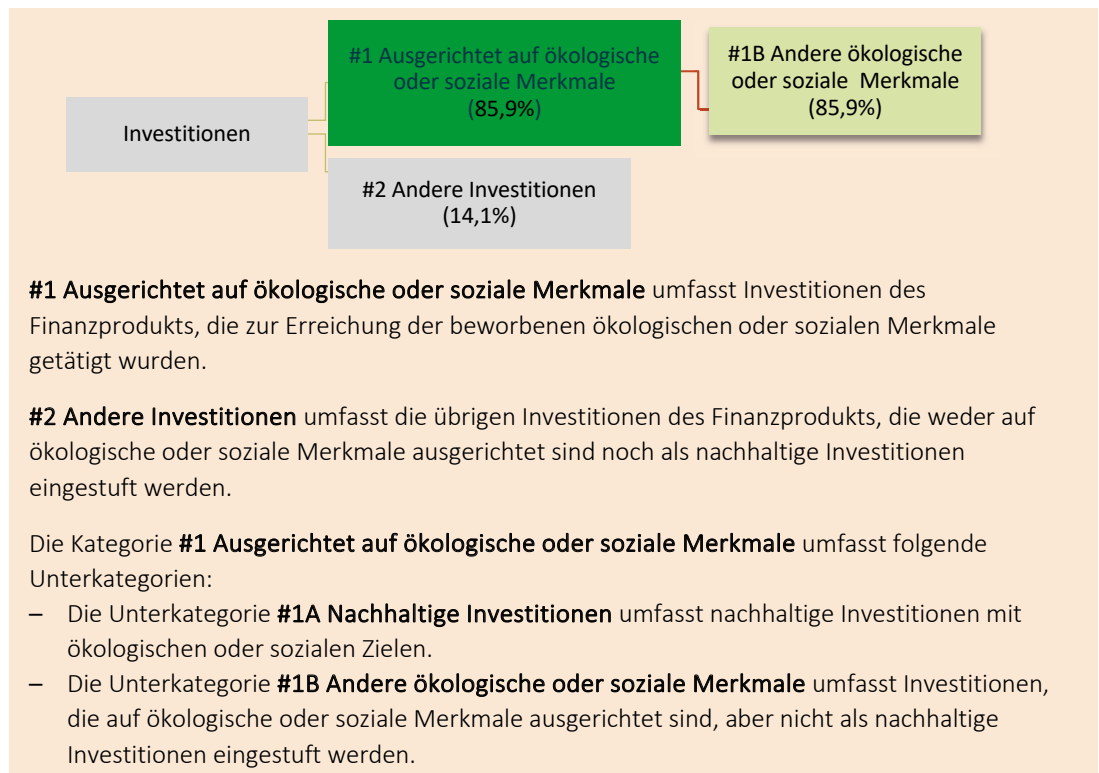 #1 Ausgerichtet auf ökologische
oder soziale Merkmale
(85,9%)
#1B Andere ökologische
oder soziale Merkmale
(85,9%)
Investitionen
#2 Andere Investitionen
(14,1%)
#1 Ausgerichtet auf ökologische oder soziale Merkmale umfasst Investitionen des
Finanzprodukts, die zur Erreichung der beworbenen ökologischen oder sozialen Merkmale
getätigt wurden.
#2 Andere Investitionen umfasst die übrigen Investitionen des Finanzprodukts, die weder auf
ökologische oder soziale Merkmale ausgerichtet sind noch als nachhaltige Investitionen
eingestuft werden.
Die Kategorie #1 Ausgerichtet auf ökologische oder soziale Merkmale umfasst folgende
Unterkategorien:
– Die Unterkategorie #1A Nachhaltige Investitionen umfasst nachhaltige Investitionen mit
ökologischen oder sozialen Zielen.
– Die Unterkategorie #1B Andere ökologische oder soziale Merkmale umfasst Investitionen,
die auf ökologische oder soziale Merkmale ausgerichtet sind, aber nicht als nachhaltige
Investitionen eingestuft werden.